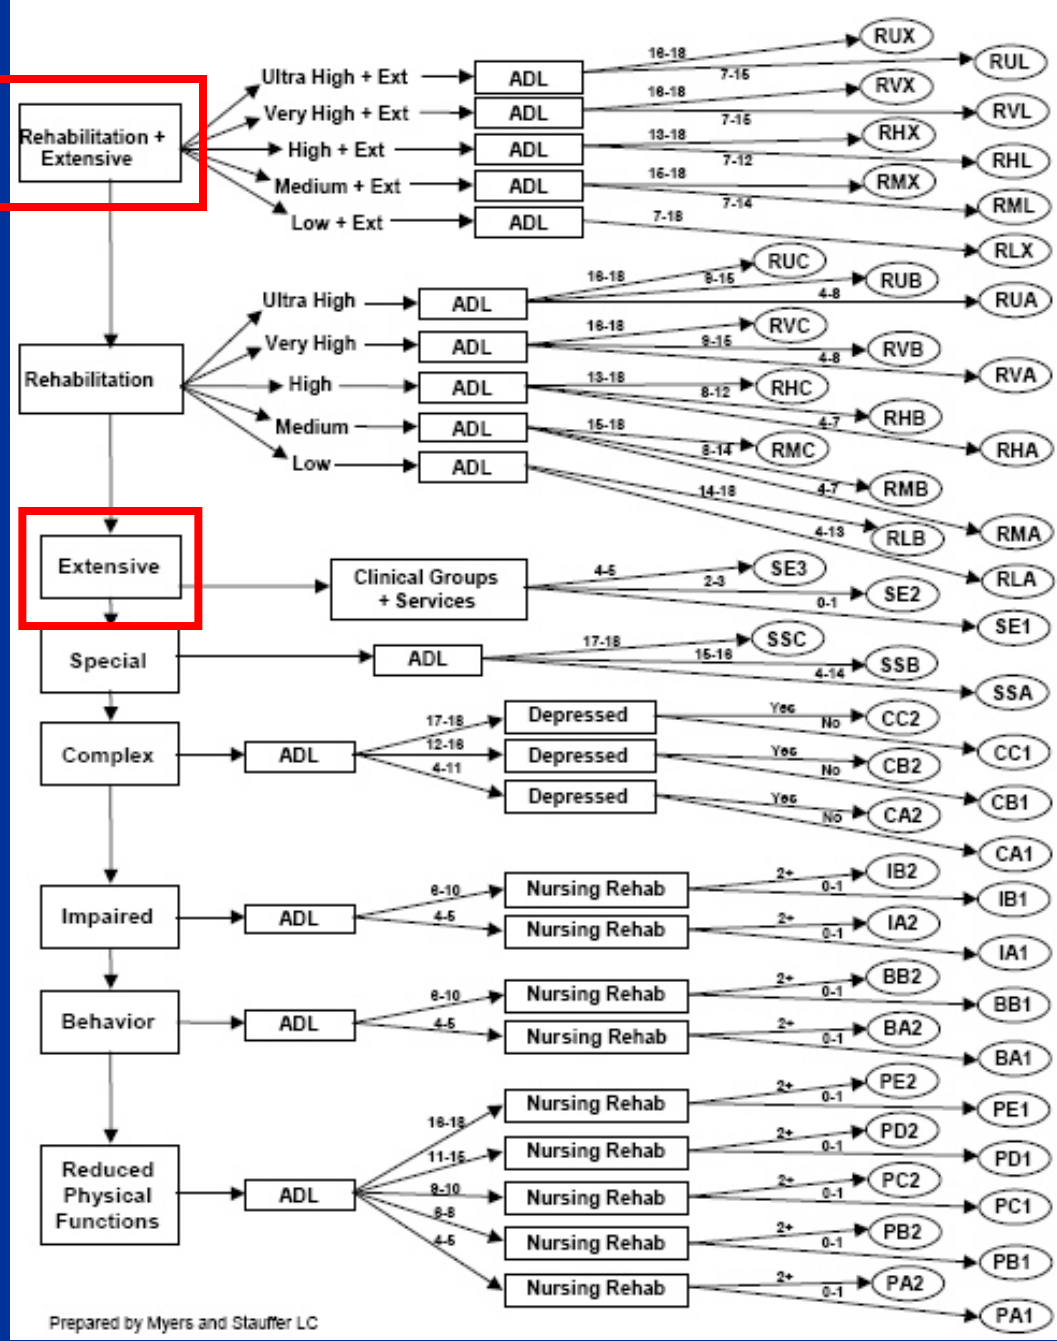 Rehabilitation +
Extensive
Ultra High + Ext
ADL
16-18
RUX
7-15
RUL
Very High + Ext
ADL
16-18
RVX
7-15
RVL
High + Ext
ADL
13-18
RHX
7-12
RHL
Medium + Ext
ADL
15-18
RMX
7-14
RML
Low + Ext
ADL
7-18
RLX
Rehabilitation
Ultra High
ADL
16-18
RUC
9-15
RUB
4-8
RUA
Very High
ADL
16-18
RVC
9-15
RVB
4-8
RVA
High
ADL
13-18
RHC
8-12
RHB
4-7
RHA
Medium
ADL
15-18
RMC
8-14
RMB
4-7
RMA
Low
ADL
14-18
RLB
4-13
RLA
Extensive
Clinical Groups
+ Services
4-5
SE3
2-3
SE2
0-1
SE1
Special
ADL
17-18
SSC
15-16
SSB
4-14
SSA
Complex
ADL
17-18
Depressed
Yes
CC2
No
CC1
12-16
Depressed
Yes
CB2
No
CB1
4-11
Depressed
Yes
CA2
No
CA1
Impaired
ADL
6-10
Nursing Rehab
2+
IB2
0-1
IB1
4-5
Nursing Rehab
2+
IA2
0-1
IA1
Behavior
ADL
6-10
Nursing Rehab
2+
BB2
0-1
BB1
4-5
Nursing Rehab
2+
BA2
0-1
BA1
Reduced
Physical
Functions
ADL
16-18
Nursing Rehab
2+
PE2
0-1
PE1
11-15
Nursing Rehab
2+
PD2
0-1
PD1
9-10
Nursing Rehab
2+
PC2
0-1
PC1
6-8
Nursing Rehab
2+
PB2
0-1
PB1
4-5
Nursing Rehab
2+
PA2
0-1
PA1
Prepared by Myers and Stauffer LC